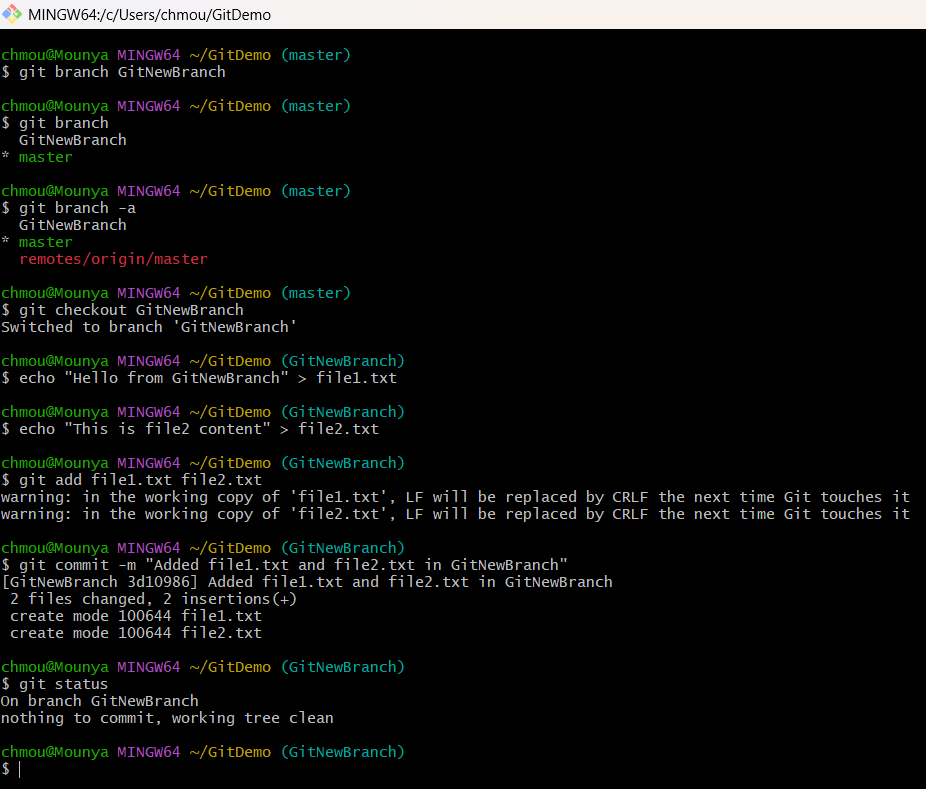 MINGW64:/c/Users/chmou/GitDemo
chmou@Mounya MINGW64 ~/GitDemo (master)
$ git branch GitNewBranch
chmou@Mounya MINGW64 ~/GitDemo (master)
$ git branch
  GitNewBranch
* master
chmou@Mounya MINGW64 ~/GitDemo (master)
$ git branch -a
  GitNewBranch
* master
  remotes/origin/master
chmou@Mounya MINGW64 ~/GitDemo (master)
$ git checkout GitNewBranch
Switched to branch 'GitNewBranch'
chmou@Mounya MINGW64 ~/GitDemo (GitNewBranch)
$ echo "Hello from GitNewBranch" > file1.txt
chmou@Mounya MINGW64 ~/GitDemo (GitNewBranch)
$ echo "This is file2 content" > file2.txt
chmou@Mounya MINGW64 ~/GitDemo (GitNewBranch)
$ git add file1.txt file2.txt
warning: in the working copy of 'file1.txt', LF will be replaced by CRLF the next time Git touches it
warning: in the working copy of 'file2.txt', LF will be replaced by CRLF the next time Git touches it
chmou@Mounya MINGW64 ~/GitDemo (GitNewBranch)
$ git commit -m "Added file1.txt and file2.txt in GitNewBranch"
[GitNewBranch 3d10986] Added file1.txt and file2.txt in GitNewBranch
 2 files changed, 2 insertions(+)
 create mode 100644 file1.txt
 create mode 100644 file2.txt
chmou@Mounya MINGW64 ~/GitDemo (GitNewBranch)
$ git status
On branch GitNewBranch
nothing to commit, working tree clean
chmou@Mounya MINGW64 ~/GitDemo (GitNewBranch)
$